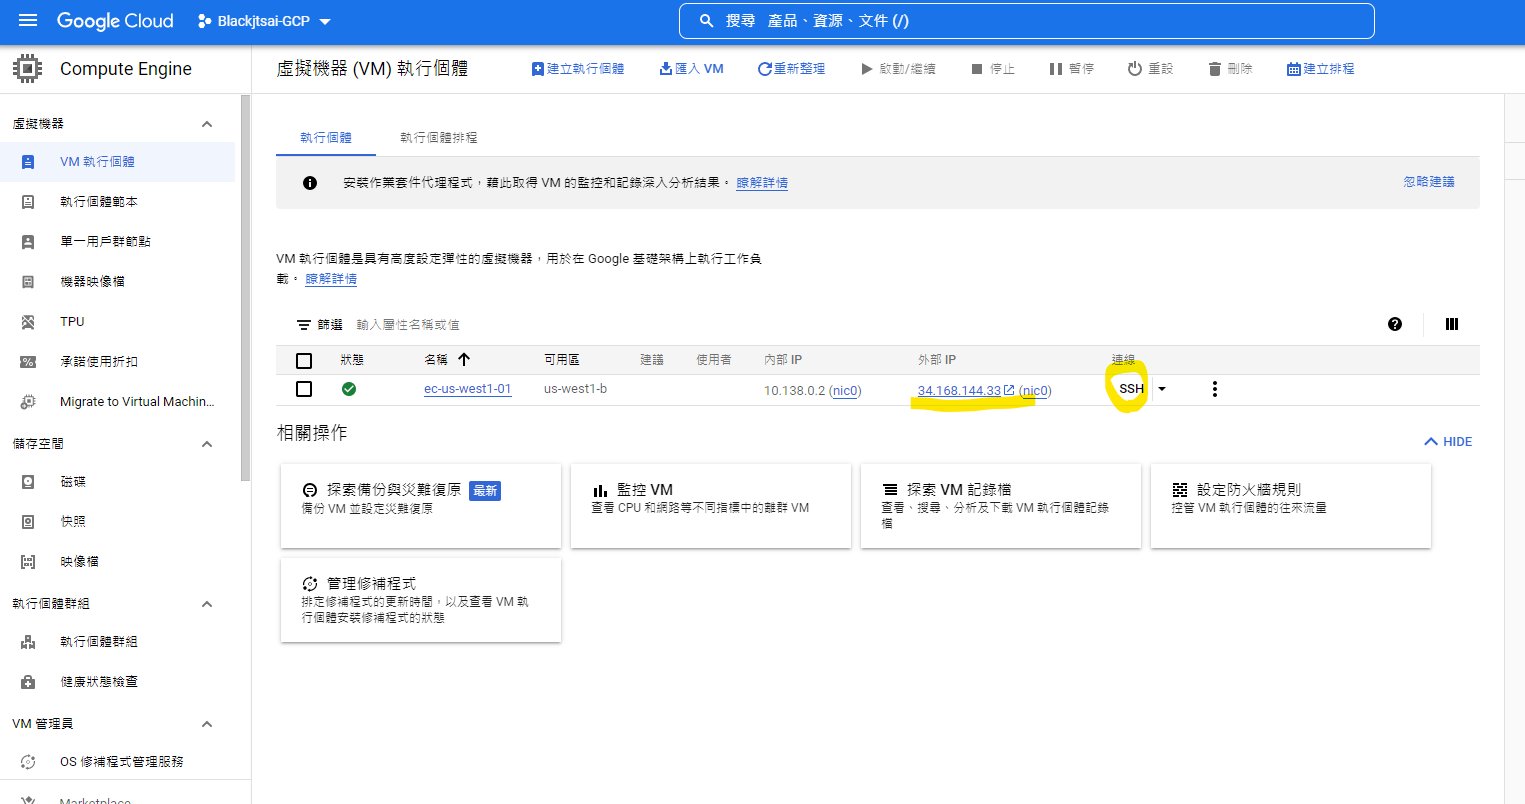 Google Cloud
Blackjtsai-GCP
搜尋 產品、資源、文件 (/)
Compute Engine
虛擬機器 (VM) 執行個體
建立執行個體
匯入 VM
重新整理
啟動/繼續
停止
暫停
重設
刪除
建立排程
虛擬機器
VM 執行個體
執行個體範本
單一用戶群節點
機器映像檔
TPU
承諾使用折扣
Migrate to Virtual Machin...
儲存空間
磁碟
快照
映像檔
執行個體群組
執行個體群組
健康狀態檢查
VM 管理員
OS 修補程式管理服務
Marketplace
執行個體
執行個體排程
安裝作業套件代理程式，藉此取得 VM 的監控和記錄深入分析結果。 瞭解詳情
忽略建議
VM 執行個體是具有高度設定彈性的虛擬機器，用於在 Google 基礎架構上執行工作負
載。 瞭解詳情
篩選 輸入屬性名稱或值
狀態 名稱 可用區 建議 使用者 內部 IP 外部 IP 連線
ec-us-west1-01 us-west1-b 10.138.0.2 (nic0) 34.168.144.33 (nic0) SSH
相關操作
HIDE
探索備份與災難復原 最新
備份 VM 並設定災難復原
監控 VM
查看 CPU 和網路等不同指標中的離群 VM
探索 VM 記錄檔
查看、搜尋、分析及下載 VM 執行個體記錄
檔
設定防火牆規則
控管 VM 執行個體的往來流量
管理修補程式
排定修補程式的更新時間，以及查看 VM 執
行個體安裝修補程式的狀態